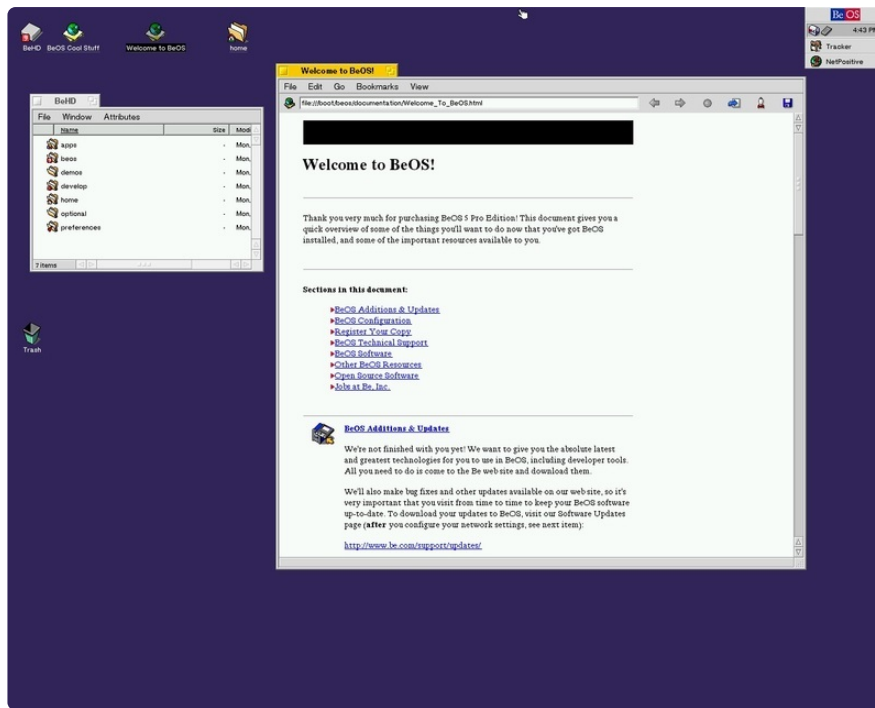 Be OS
4:43 PM
Tracker
NetPositive
BeHD
BeOS Cool Stuff
Welcome to BeOS
home
Welcome to BeOS!
File Edit Go Bookmarks View
file:///boot/beos/documentation/Welcome_To_BeOS.html
BeHD
File Window Attributes
Name Size Modi
apps - Mon,
beos - Mon,
demos - Mon,
develop - Mon,
home - Mon,
optional - Mon,
preferences - Mon,
7 items
Trash
Welcome to BeOS!
Thank you very much for purchasing BeOS 5 Pro Edition! This document gives you a
quick overview of some of the things you'll want to do now that you've got BeOS
installed, and some of the important resources available to you.
Sections in this document:
BeOS Additions & Updates
BeOS Configuration
Register Your Copy
BeOS Technical Support
BeOS Software
Other BeOS Resources
Open Source Software
Jobs at Be, Inc.
BeOS Additions & Updates
We're not finished with you yet! We want to give you the absolute latest
and greatest technologies for you to use in BeOS, including developer tools.
All you need to do is come to the Be web site and download them.
We'll also make bug fixes and other updates available on our web site, so it's
very important that you visit from time to time to keep your BeOS software
up-to-date. To download your updates to BeOS, visit our Software Updates
page (after you configure your network settings, see next item):
http://www.be.com/support/updates/